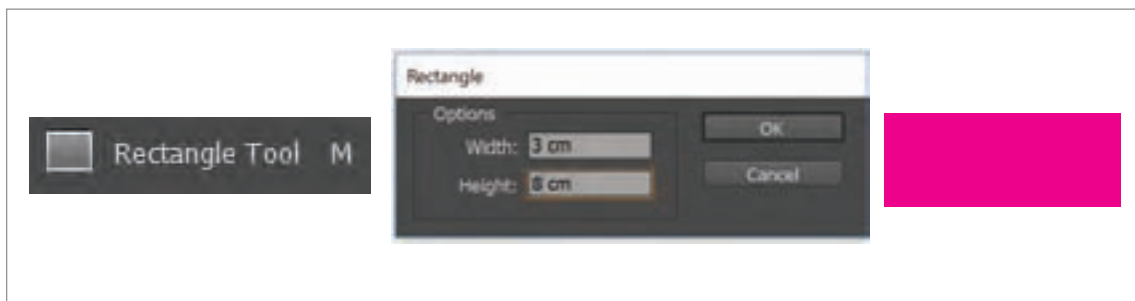 Rectangle Tool M
Rectangle
Options
Width: 3 cm
Height: 8 cm
OK
Cancel